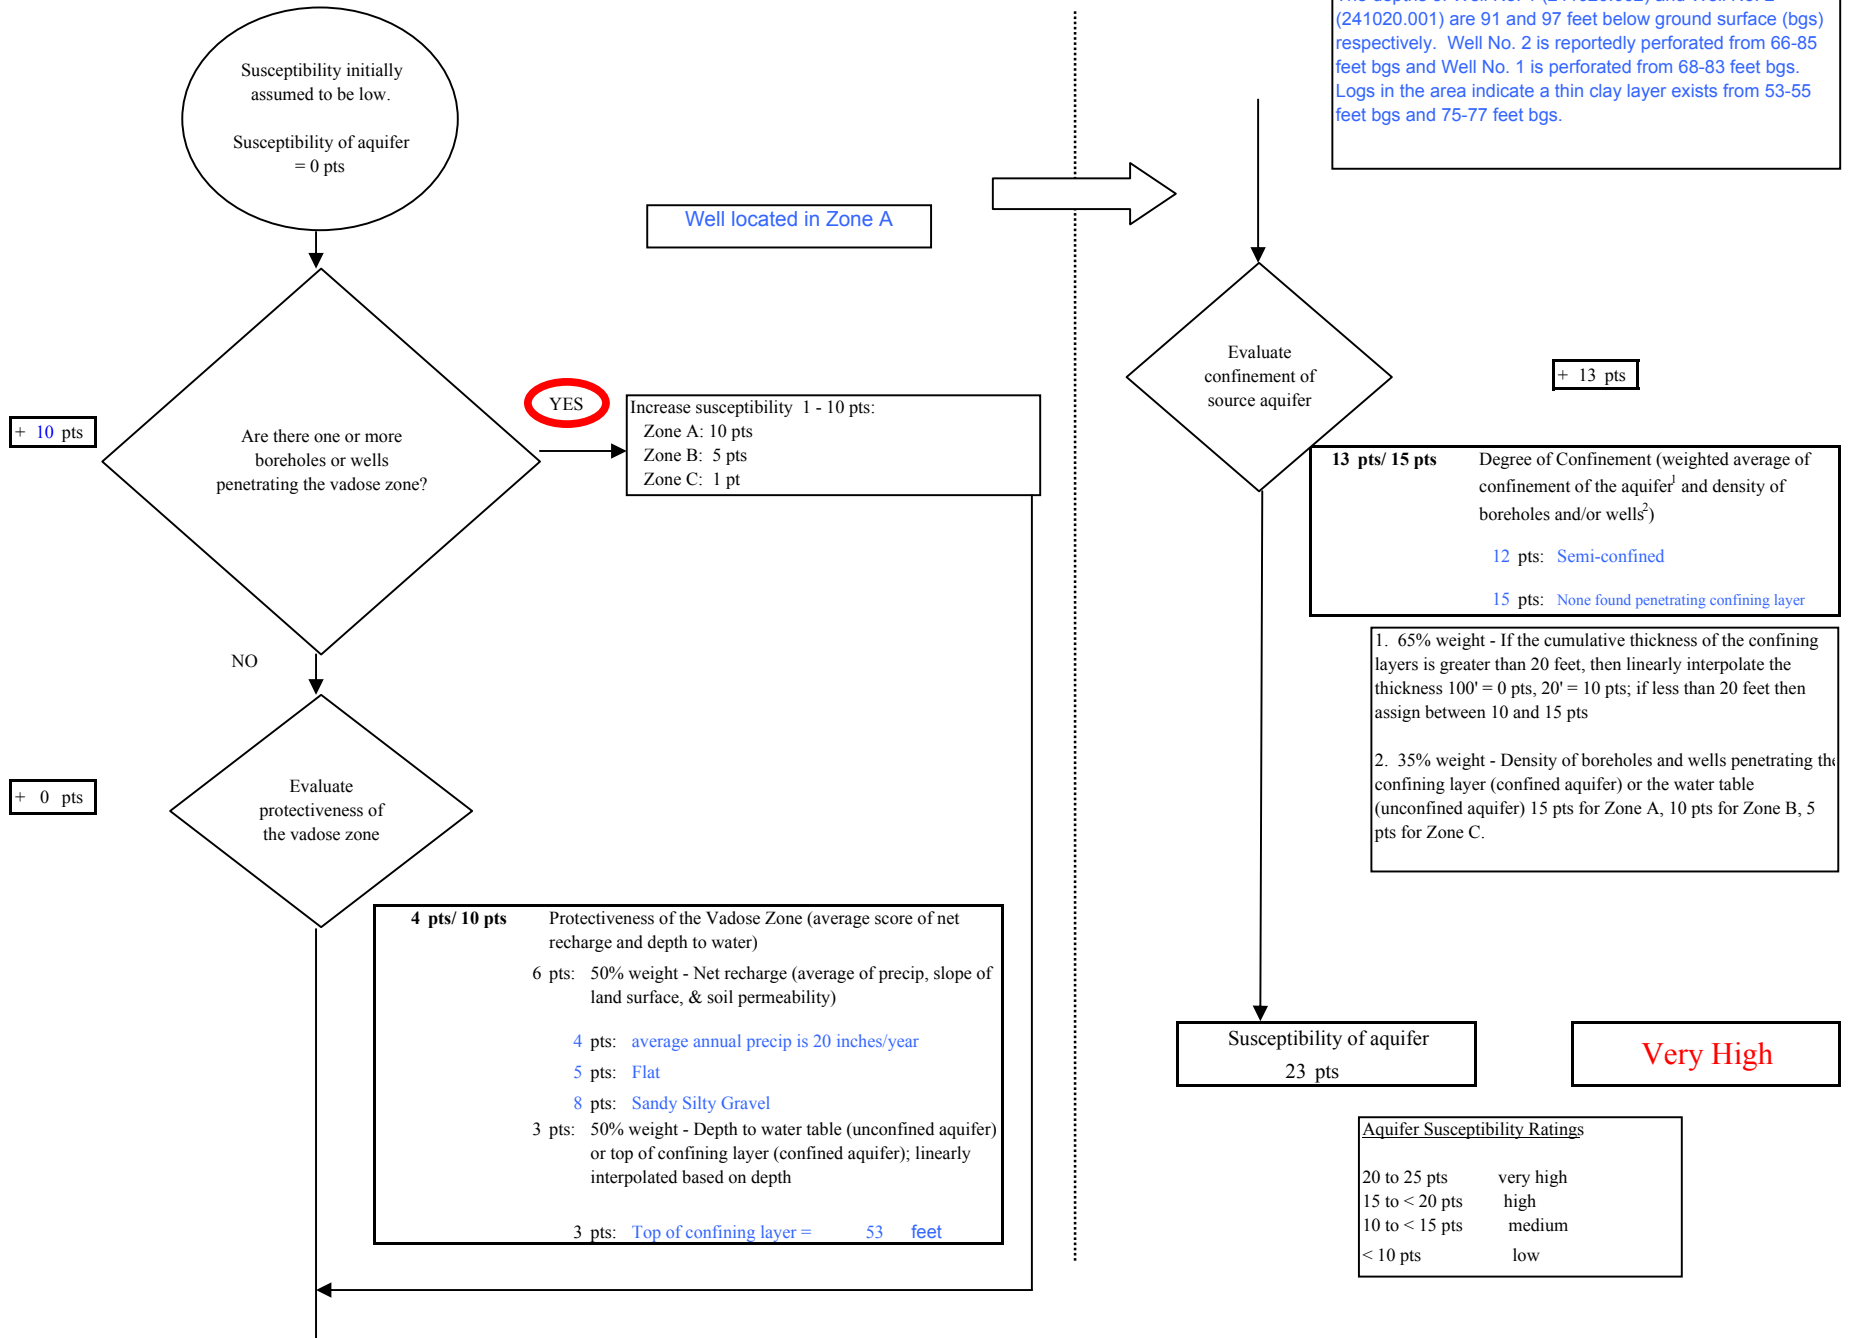 Susceptibility initially
assumed to be low.
Susceptibility of aquifer
= 0 pts
Well located in Zone A
+ 10 pts
Are there one or more
boreholes or wells
penetrating the vadose zone?
YES
Increase susceptibility 1 - 10 pts:
Zone A: 10 pts
Zone B: 5 pts
Zone C: 1 pt
NO
+ 0 pts
Evaluate
protectiveness of
the vadose zone
4 pts/ 10 pts Protectiveness of the Vadose Zone (average score of net
recharge and depth to water)
6 pts: 50% weight - Net recharge (average of precip, slope of
land surface, & soil permeability)
4 pts: average annual precip is 20 inches/year
5 pts: Flat
8 pts: Sandy Silty Gravel
3 pts: 50% weight - Depth to water table (unconfined aquifer)
or top of confining layer (confined aquifer); linearly
interpolated based on depth
3 pts: Top of confining layer = 53 feet
(241020.001) are 91 and 97 feet below ground surface (bgs)
respectively. Well No. 2 is reportedly perforated from 66-85
feet bgs and Well No. 1 is perforated from 68-83 feet bgs.
Logs in the area indicate a thin clay layer exists from 53-55
feet bgs and 75-77 feet bgs.
Evaluate
confinement of
source aquifer
+ 13 pts
13 pts/ 15 pts Degree of Confinement (weighted average of
confinement of the aquifer1 and density of
boreholes and/or wells2)
12 pts: Semi-confined
15 pts: None found penetrating confining layer
1. 65% weight - If the cumulative thickness of the confining
layers is greater than 20 feet, then linearly interpolate the
thickness 100' = 0 pts, 20' = 10 pts; if less than 20 feet then
assign between 10 and 15 pts
2. 35% weight - Density of boreholes and wells penetrating the
confining layer (confined aquifer) or the water table
(unconfined aquifer) 15 pts for Zone A, 10 pts for Zone B, 5
pts for Zone C.
Susceptibility of aquifer
23 pts
Very High
Aquifer Susceptibility Ratings
20 to 25 pts very high
15 to < 20 pts high
10 to < 15 pts medium
< 10 pts low